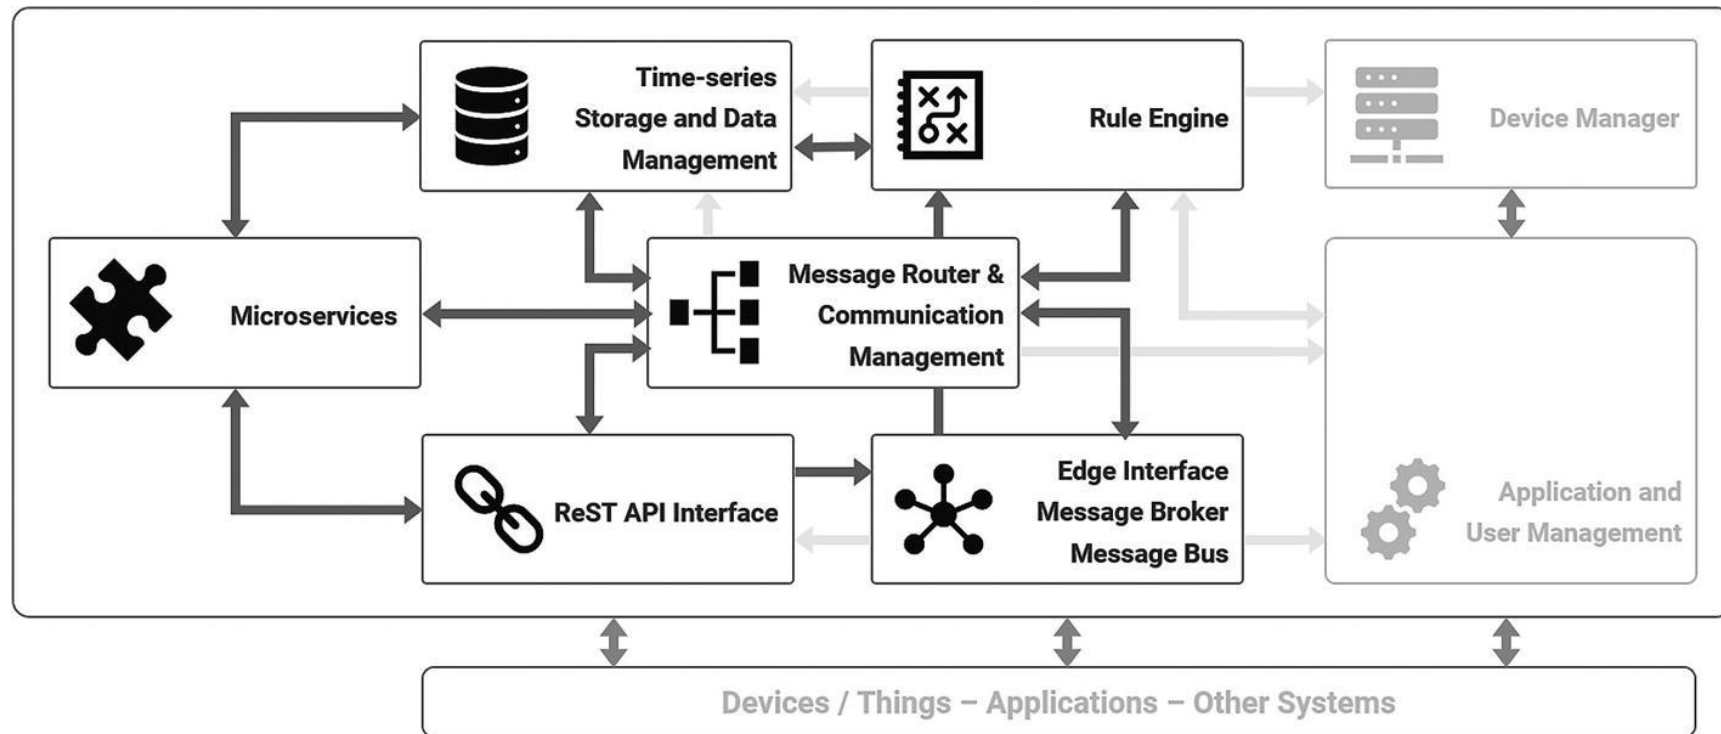 Time-series
Storage and Data
Management
Rule Engine
Device Manager
Microservices
Message Router &
Communication
Management
ReST API Interface
Edge Interface
Message Broker
Message Bus
Application and
User Management
Devices / Things – Applications – Other Systems